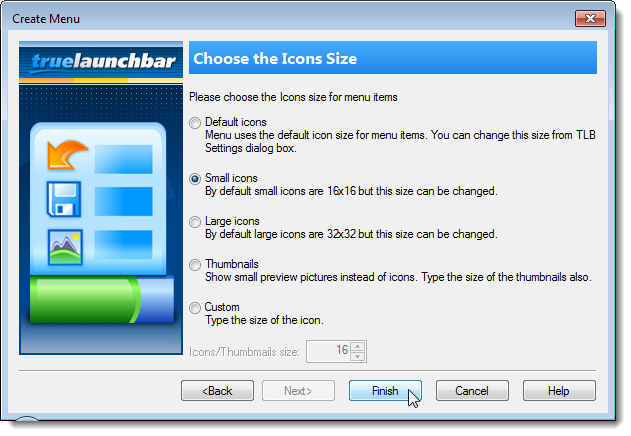 Create Menu
truelaunchbar
Choose the Icons Size
Please choose the Icons size for menu items
Default icons
Menu uses the default icon size for menu items. You can change this size from TLB
Settings dialog box.
Small icons
By default small icons are 16x16 but this size can be changed.
Large icons
By default large icons are 32x32 but this size can be changed.
Thumbnails
Show small preview pictures instead of icons. Type the size of the thumbnails also.
Custom
Type the size of the icon.
Icons/Thumbmails size: 16
<Back Next> Finish Cancel Help